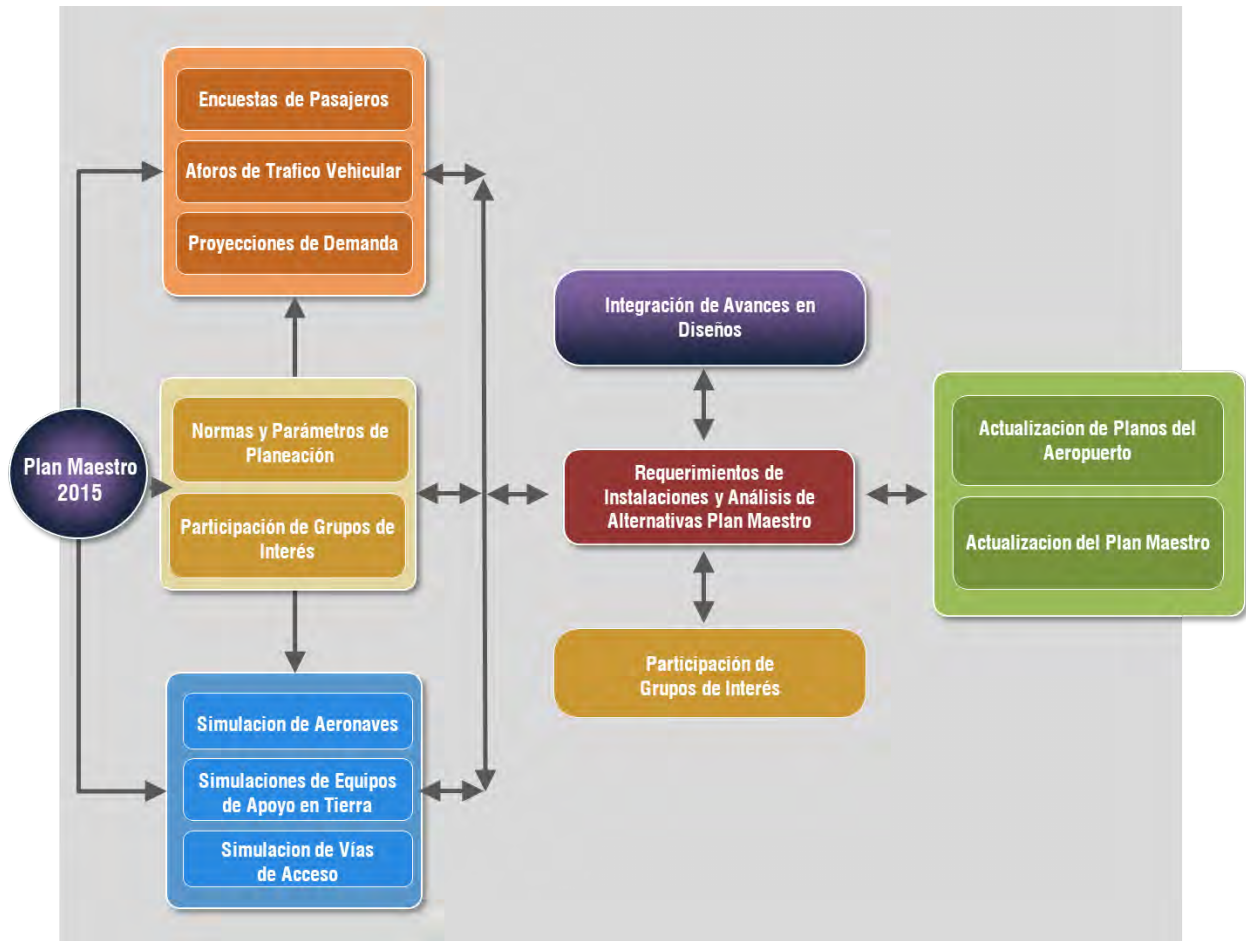 Encuestas de Pasajeros
Aforos de Trafico Vehicular
Proyecciones de Demanda
Plan Maestro
2015
Normas y Parámetros de
Planeación
Participación de Grupos de
Interés
Simulacion de Aeronaves
Simulaciones de Equipos
de Apoyo en Tierra
Simulacion de Vías
de Acceso
Integración de Avances en
Diseños
Requerimientos de
Instalaciones y Análisis de
Alternativas Plan Maestro
Participación de
Grupos de Interés
Actualizacion de Planos del
Aeropuerto
Actualizacion del Plan Maestro